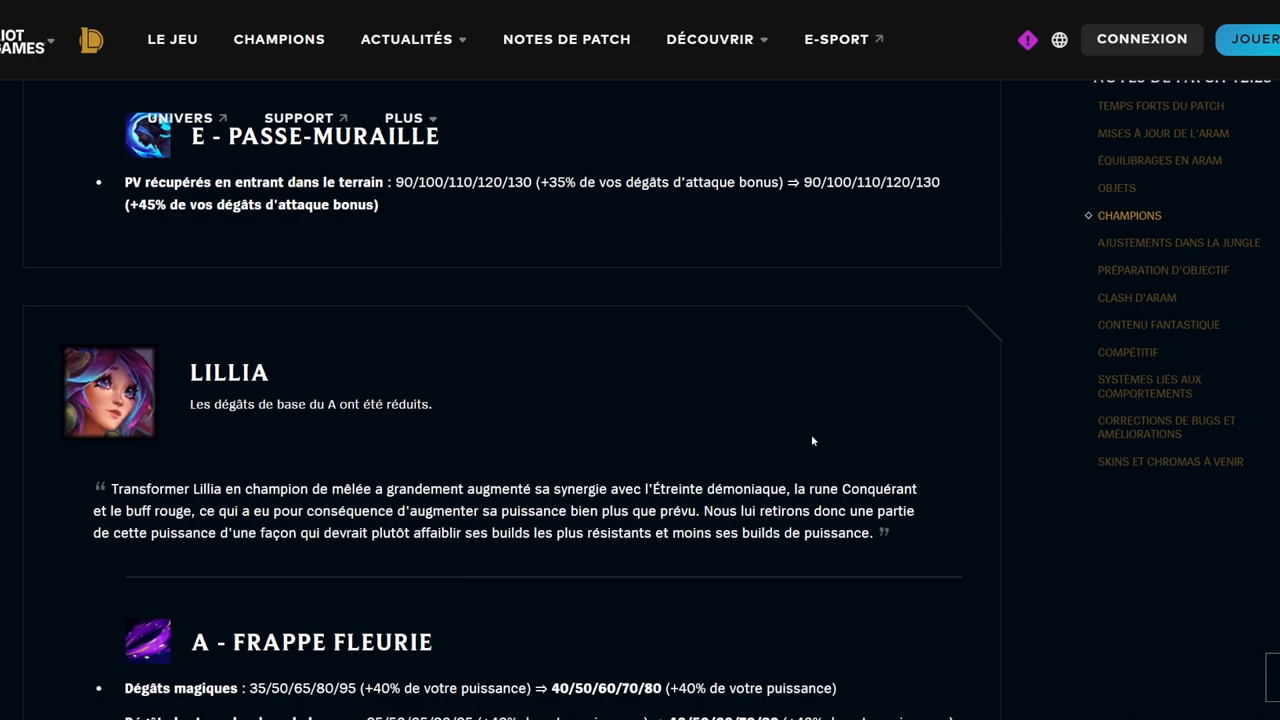 IOT
GAMES
LE JEU
CHAMPIONS
ACTUALITÉS
NOTES DE PATCH
DÉCOUVRIR
E-SPORT
CONNEXION
JOUER
UNIVERS
SUPPORT
PLUS
E - PASSE-MURAILLE
PV récupérés en entrant dans le terrain : 90/100/110/120/130 (+35% de vos dégâts d'attaque bonus) ⇒ 90/100/110/120/130
(+45% de vos dégâts d'attaque bonus)
LILLIA
Les dégâts de base du A ont été réduits.
“ Transformer Lillia en champion de mêlée a grandement augmenté sa synergie avec l'Étreinte démoniaque, la rune Conquérant
et le buff rouge, ce qui a eu pour conséquence d'augmenter sa puissance bien plus que prévu. Nous lui retirons donc une partie
de cette puissance d'une façon qui devrait plutôt affaiblir ses builds les plus résistants et moins ses builds de puissance. ”
A - FRAPPE FLEURIE
Dégâts magiques : 35/50/65/80/95 (+40% de votre puissance) ⇒ 40/50/60/70/80 (+40% de votre puissance)
TEMPS FORTS DU PATCH
MISES À JOUR DE L'ARAM
ÉQUILIBRAGES EN ARAM
OBJETS
CHAMPIONS
AJUSTEMENTS DANS LA JUNGLE
PRÉPARATION D'OBJECTIF
CLASH D'ARAM
CONTENU FANTASTIQUE
COMPÉTITIF
SYSTÈMES LIÉS AUX
COMPORTEMENTS
CORRECTIONS DE BUGS ET
AMÉLIORATIONS
SKINS ET CHROMAS À VENIR